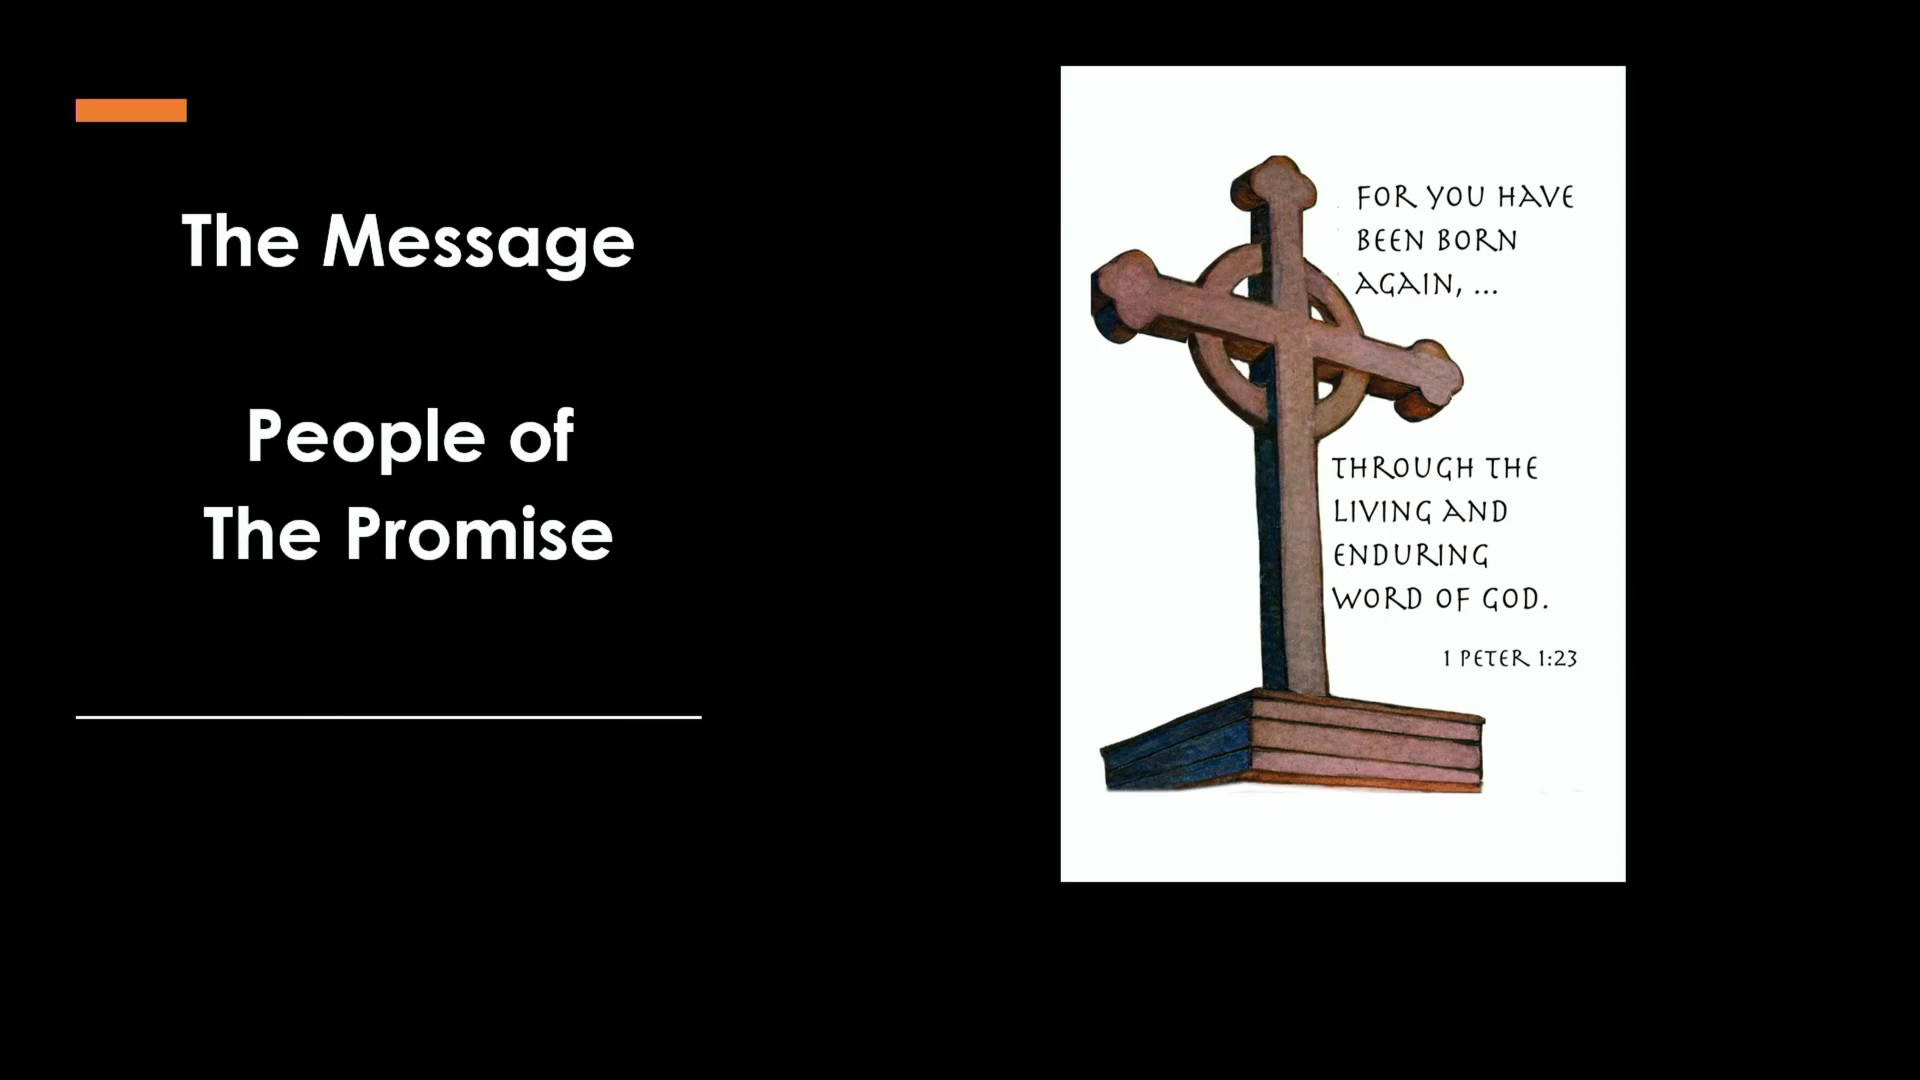 The Message
People of
The Promise
FOR YOU HAVE
BEEN BORN
AGAIN, ...
THROUGH THE
LIVING AND
ENDURING
WORD OF GOD.
1 PETER 1:23